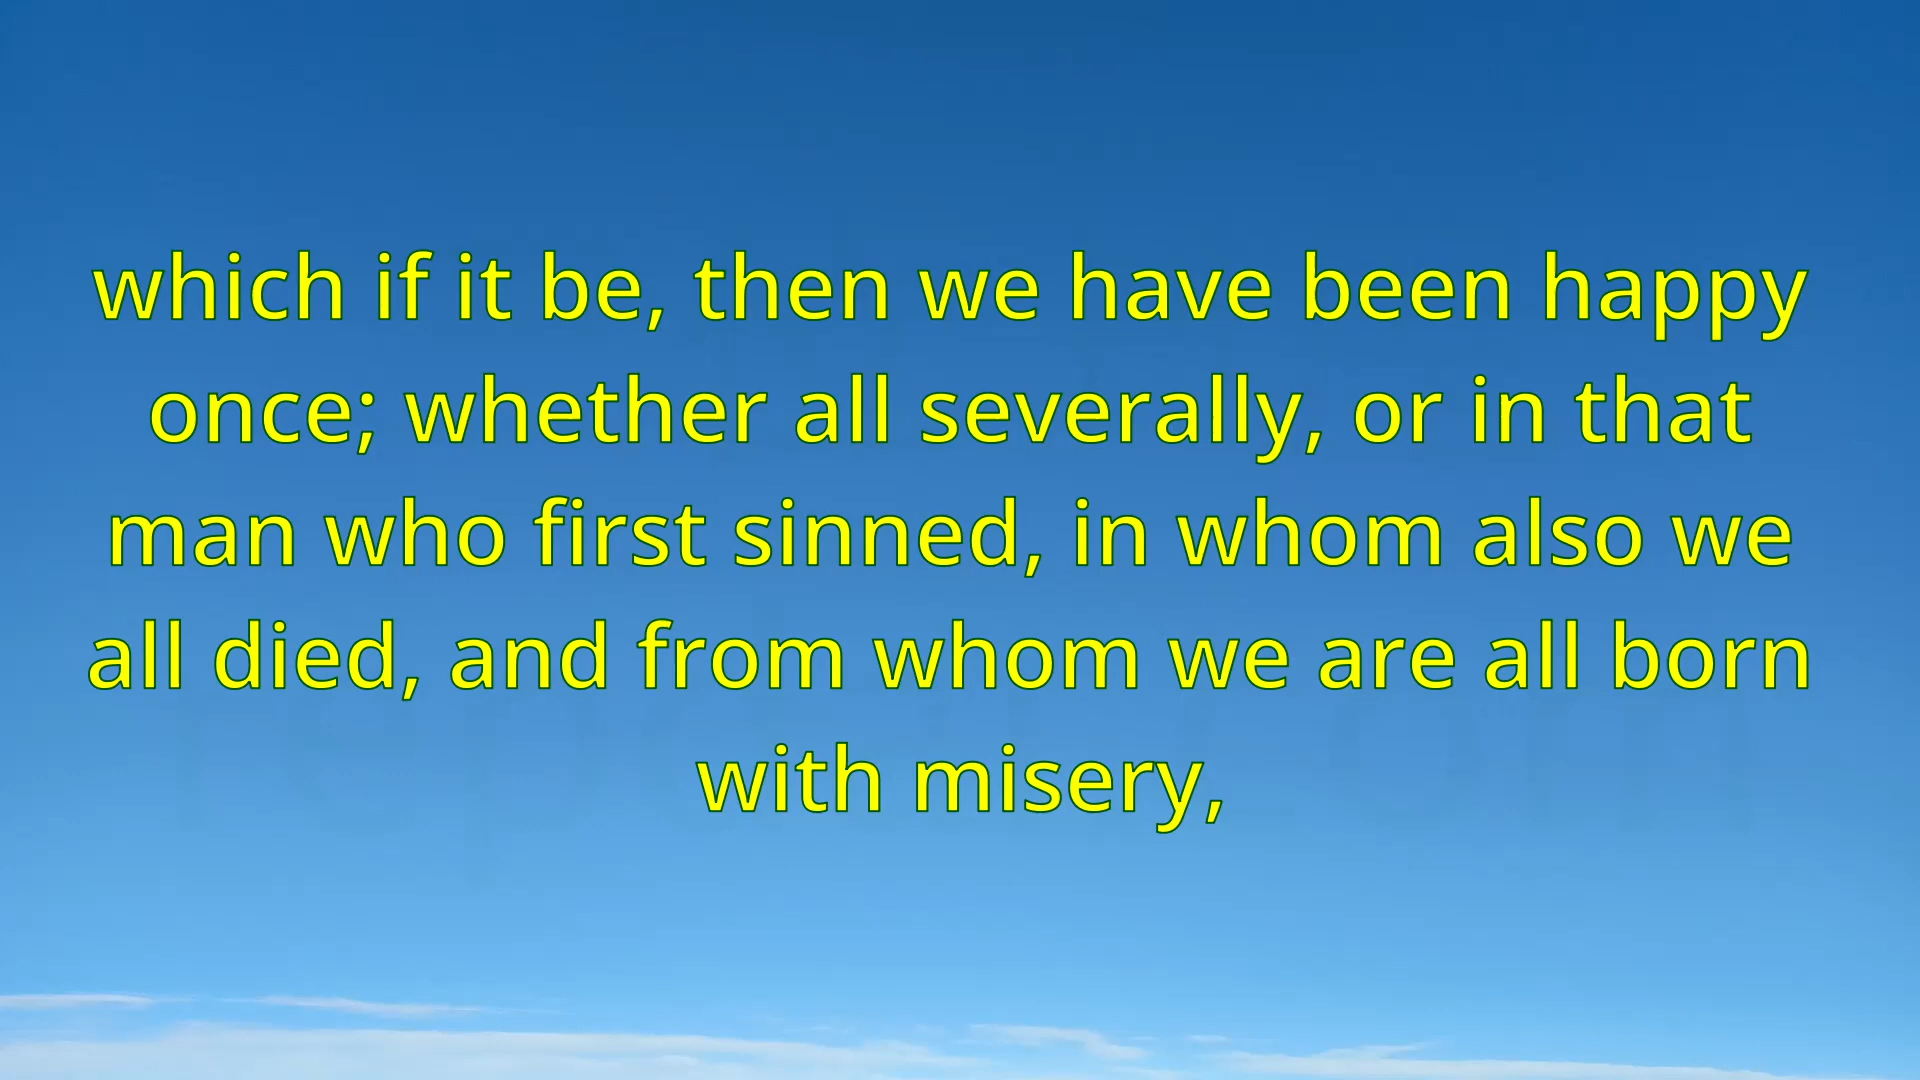 which if it be, then we have been happy
once; whether all severally, or in that
man who first sinned, in whom also we
all died, and from whom we are all born
with misery,